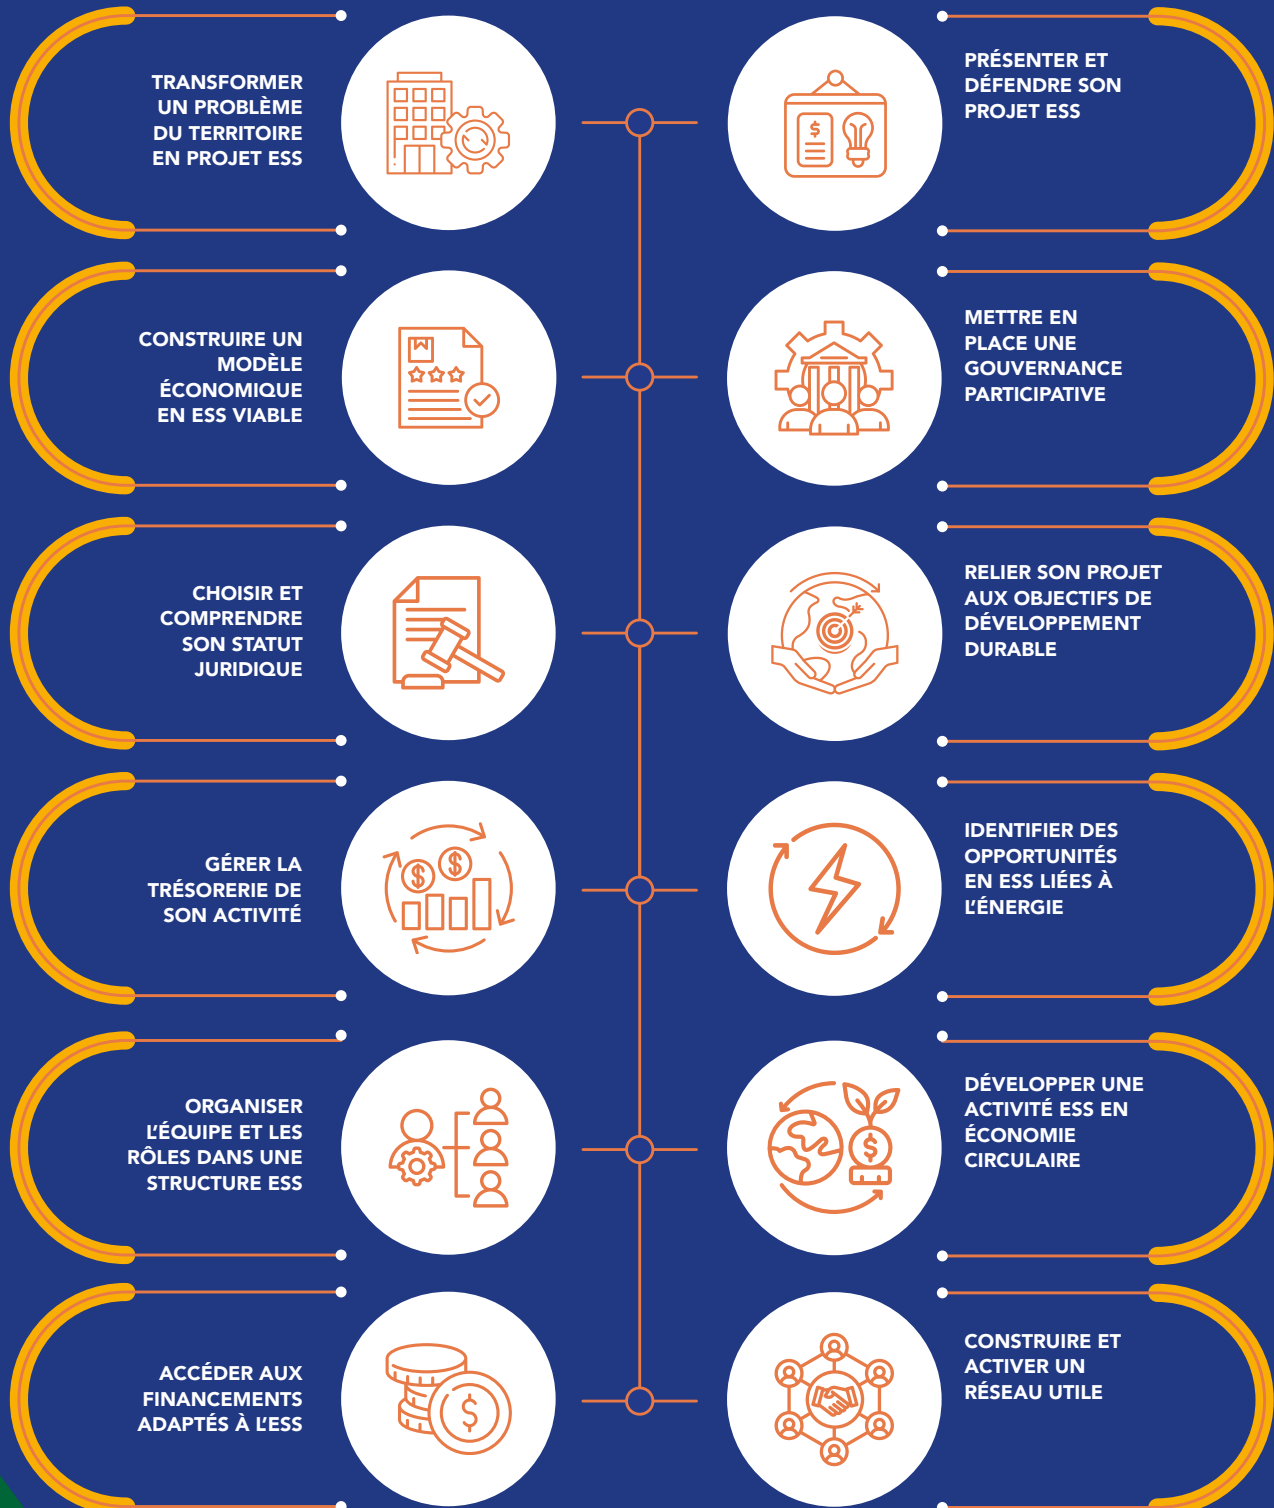 TRANSFORMER
UN PROBLÈME
DU TERRITOIRE
EN PROJET ESS
PRÉSENTER ET
DÉFENDRE SON
PROJET ESS
CONSTRUIRE UN
MODÈLE
ÉCONOMIQUE
EN ESS VIABLE
METTRE EN
PLACE UNE
GOUVERNANCE
PARTICIPATIVE
CHOISIR ET
COMPRENDRE
SON STATUT
JURIDIQUE
RELIER SON PROJET
AUX OBJECTIFS DE
DÉVELOPPEMENT
DURABLE
GÉRER LA
TRÉSORERIE DE
SON ACTIVITÉ
IDENTIFIER DES
OPPORTUNITÉS
EN ESS LIÉES À
L'ÉNERGIE
ORGANISER
L'ÉQUIPE ET LES
RÔLES DANS UNE
STRUCTURE ESS
DÉVELOPPER UNE
ACTIVITÉ ESS EN
ÉCONOMIE
CIRCULAIRE
ACCÉDER AUX
FINANCEMENTS
ADAPTÉS À L'ESS
CONSTRUIRE ET
ACTIVER UN
RÉSEAU UTILE